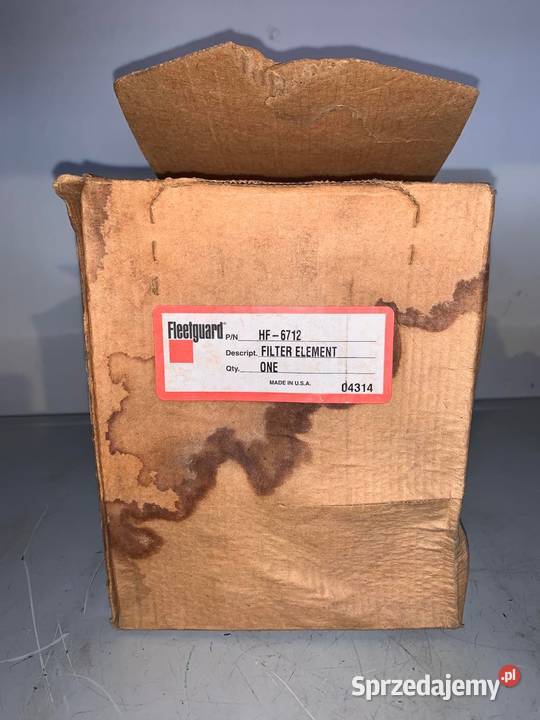 Fleetguard® P/N HF-6712
Descript. FILTER ELEMENT
Qty. ONE
MADE IN U.S.A. 04314
Sprzedajemy.pl